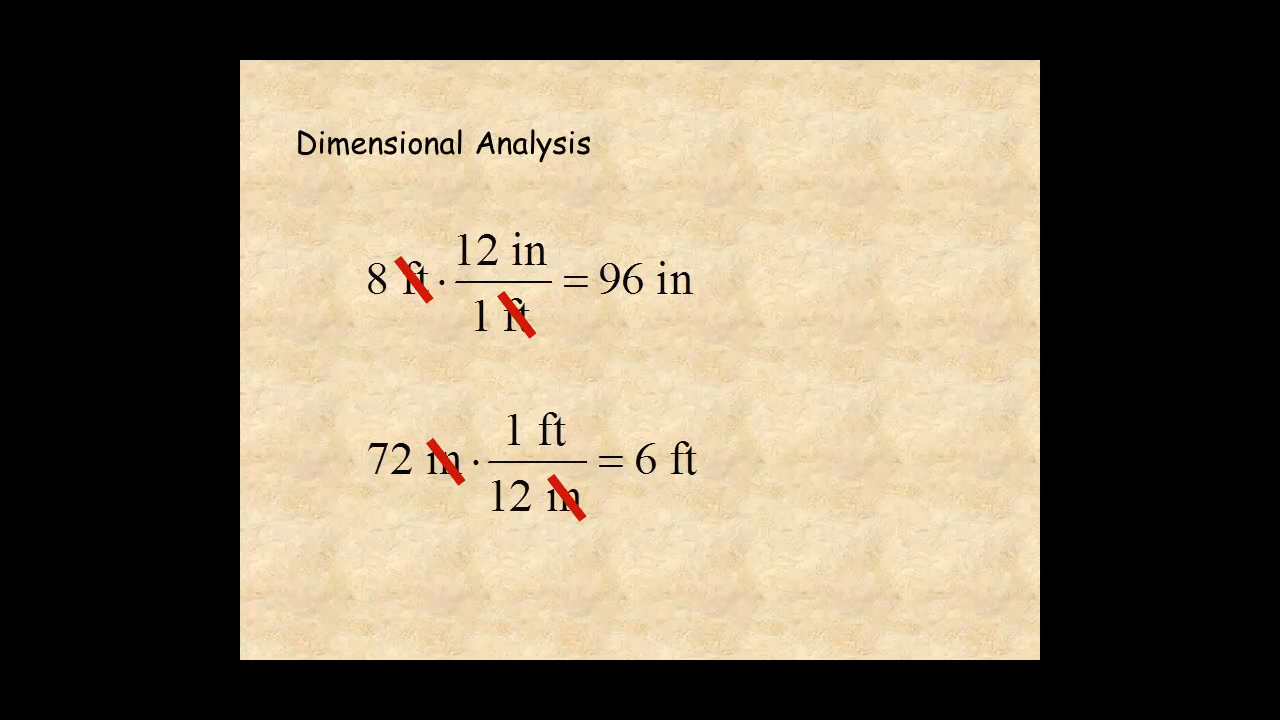 Dimensional Analysis
8 ft · 12 in / 1 ft = 96 in
72 in · 1 ft / 12 in = 6 ft